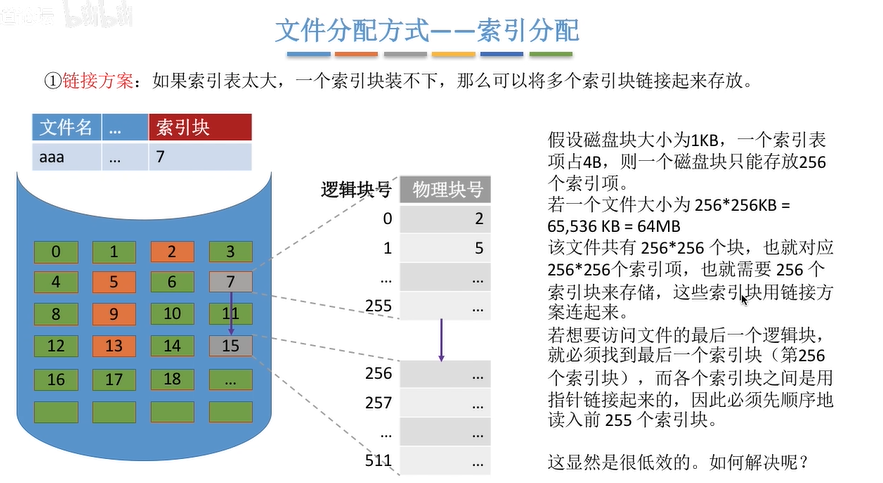 bilibili
文件分配方式——索引分配
①链接方案：如果索引表太大，一个索引块装不下，那么可以将多个索引块链接起来存放。
文件名 ... 索引块
aaa ... 7
0 1 2 3
4 5 6 7
8 9 10 11
12 13 14 15
16 17 18 ...
逻辑块号 物理块号
0 2
1 5
... ...
255 ...
256 ...
257 ...
... ...
511 ...
假设磁盘块大小为1KB，一个索引表
项占4B，则一个磁盘块只能存放256
个索引项。
若一个文件大小为 256*256KB =
65,536 KB = 64MB
该文件共有 256*256 个块，也就对应
256*256个索引项，也就需要 256 个
索引块来存储，这些索引块用链接方
案连起来。
若想要访问文件的最后一个逻辑块，
就必须找到最后一个索引块（第256
个索引块），而各个索引块之间是用
指针链接起来的，因此必须先顺序地
读入前 255 个索引块。
这显然是很低效的。如何解决呢？